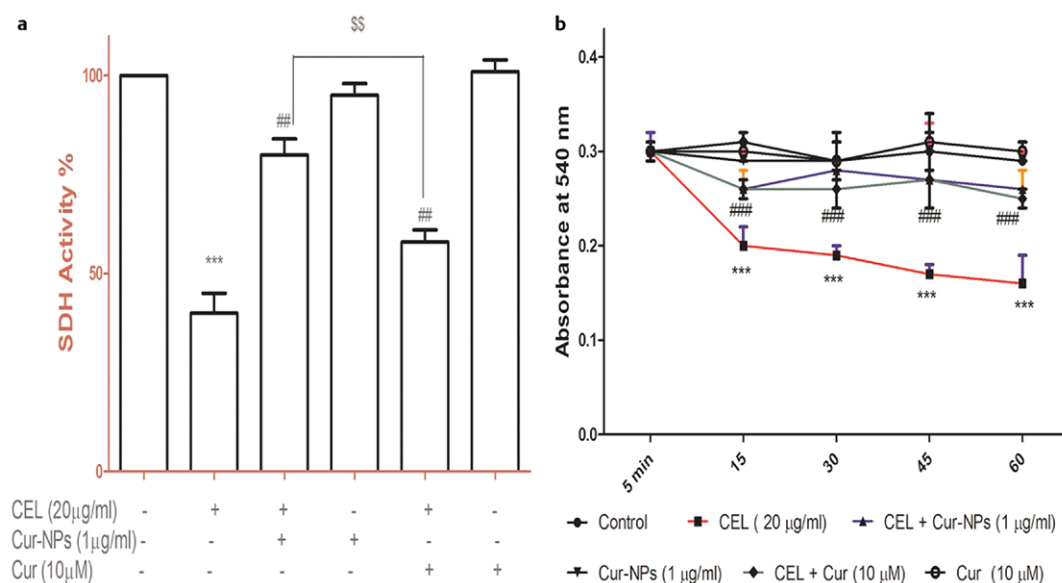 a
$$
SDH Activity %
100
50
0
***
##
##
CEL (20µg/ml) - + + - + -
Cur-NPs (1µg/ml) - - + + - -
Cur (10µM) - - - - + +
b
Absorbance at 540 nm
0.4
0.3
0.2
0.1
0.0
### ### ### ###
*** *** *** ***
5 min 15 30 45 60
Control CEL ( 20 µg/ml) CEL + Cur-NPs (1 µg/ml)
Cur-NPs (1 µg/ml) CEL + Cur (10 µM) Cur (10 µM)